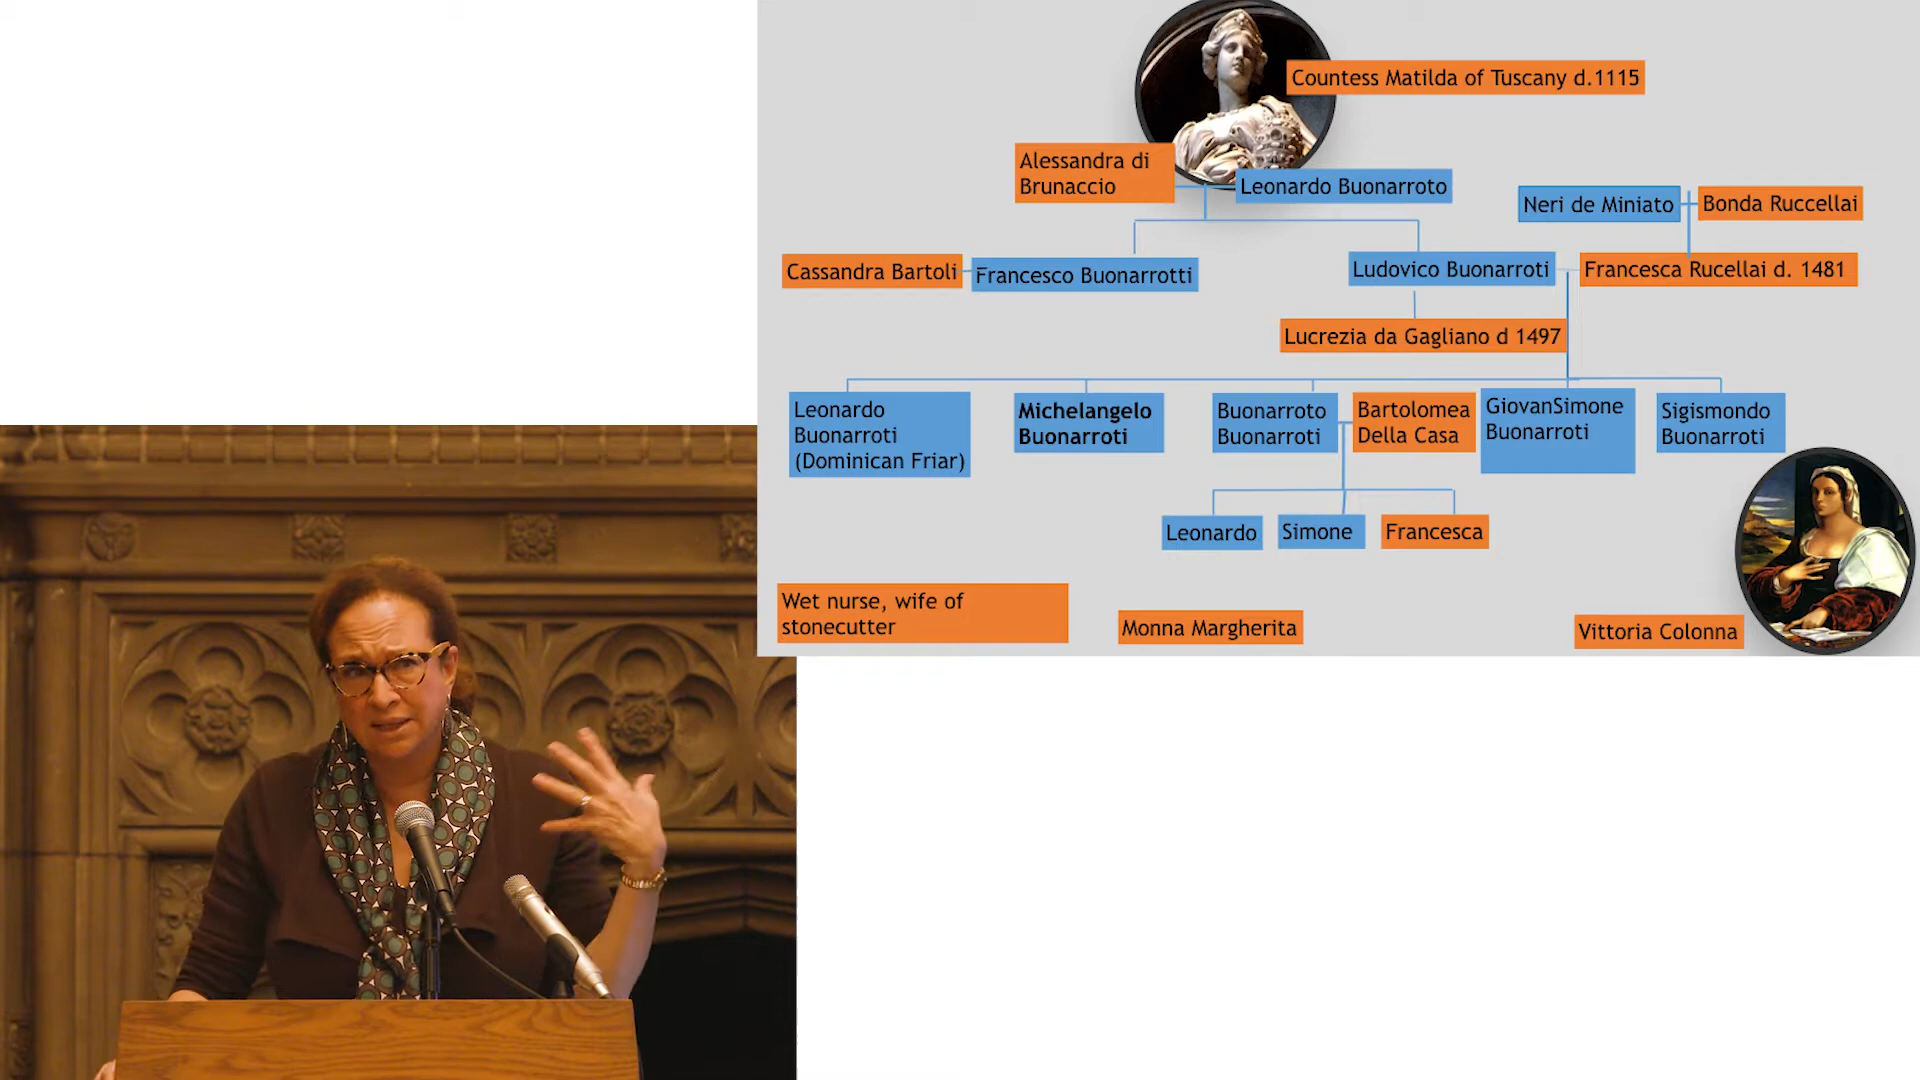 Countess Matilda of Tuscany d.1115
Alessandra di
Brunaccio
Leonardo Buonarroto
Neri de Miniato
Bonda Ruccellai
Cassandra Bartoli
Francesco Buonarrotti
Ludovico Buonarroti
Francesca Rucellai d. 1481
Lucrezia da Gagliano d 1497
Leonardo
Buonarroti
(Dominican Friar)
Michelangelo
Buonarroti
Buonarroto
Buonarroti
Bartolomea
Della Casa
GiovanSimone
Buonarroti
Sigismondo
Buonarroti
Leonardo
Simone
Francesca
Wet nurse, wife of
stonecutter
Monna Margherita
Vittoria Colonna